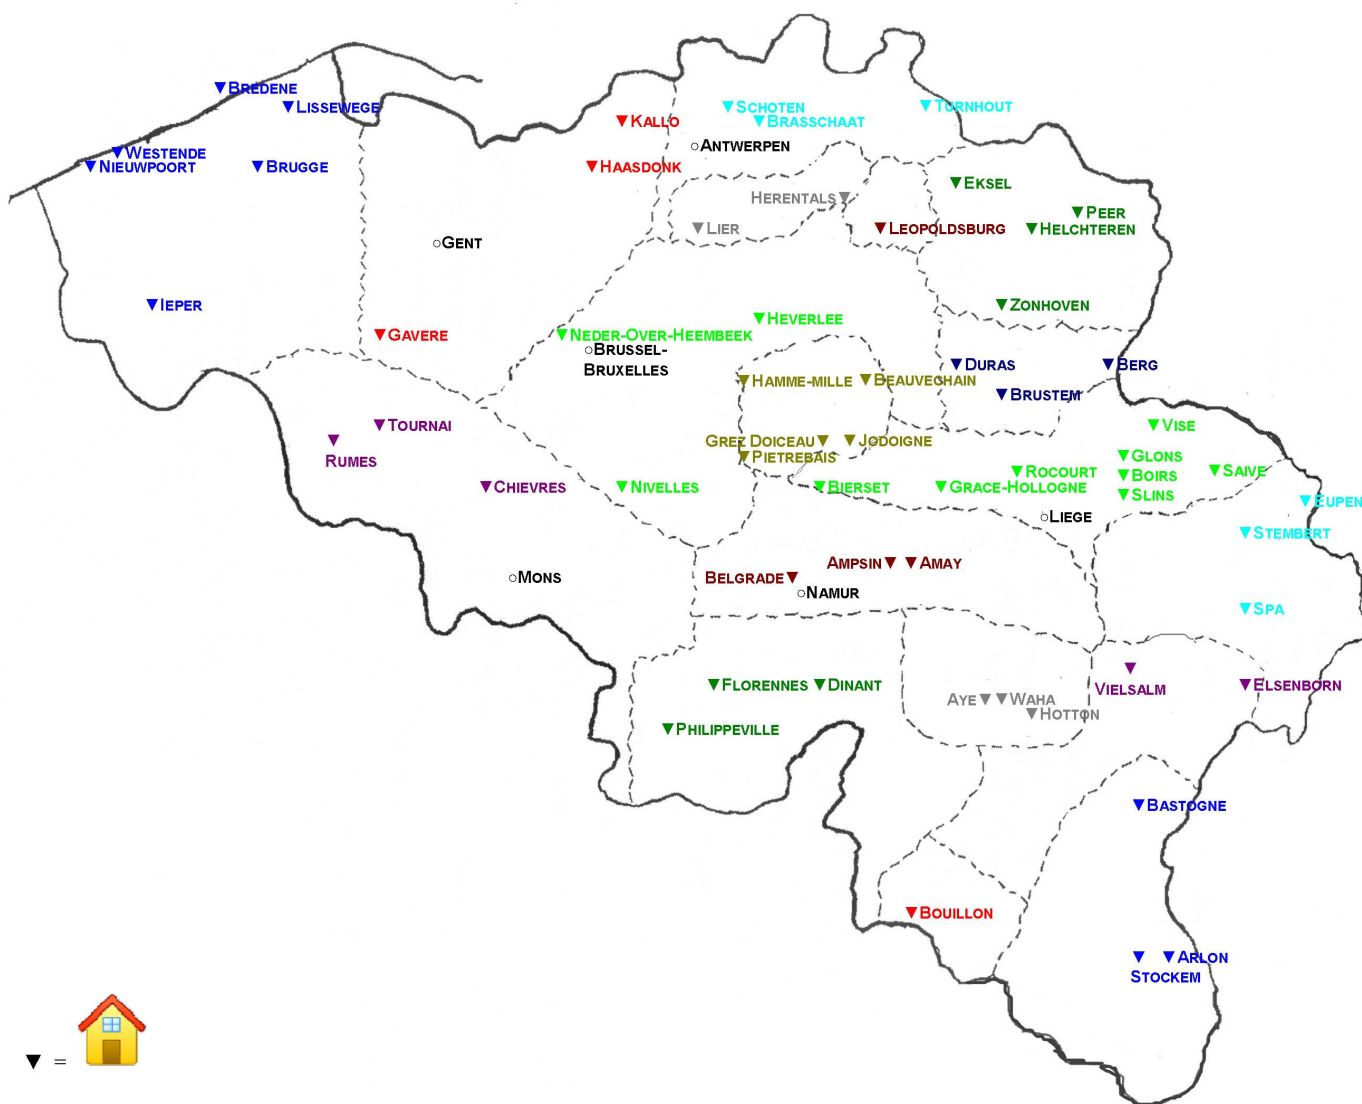 BREDENE
LISSEWEGE
SCHOTEN
TURNHOUT
KALLO
BRASSCHAAT
ANTWERPEN
WESTENDE
NIEUWPOORT
BRUGGE
HAASDONK
EKSEL
HERENTALS
PEER
LIER
LEOPOLDSBURG
HELCHTEREN
GENT
IEPER
ZONHOVEN
HEVERLEE
GAVERE
NEDER-OVER-HEEMBEEK
BRUSSEL-
BRUXELLES
DURAS
BERG
HAMME-MILLE
BEAUVECHAIN
BRUSTEM
TOURNAI
VISE
RUMES
GREZ DOICEAU
JODOIGNE
PIETREBAIS
GLONS
ROCOURT
BOIRS
SAIVE
CHIEVRES
NIVELLES
BIERSET
GRACE-HOLLOGNE
SLINS
EUPEN
LIEGE
STEMBERT
AMPSIN
AMAY
MONS
BELGRADE
NAMUR
SPA
FLORENNES
DINANT
VIELSALM
ELSENBORN
AYE
WAHA
HOTTON
PHILIPPEVILLE
BASTOGNE
BOUILLON
ARLON
STOCKEM
=